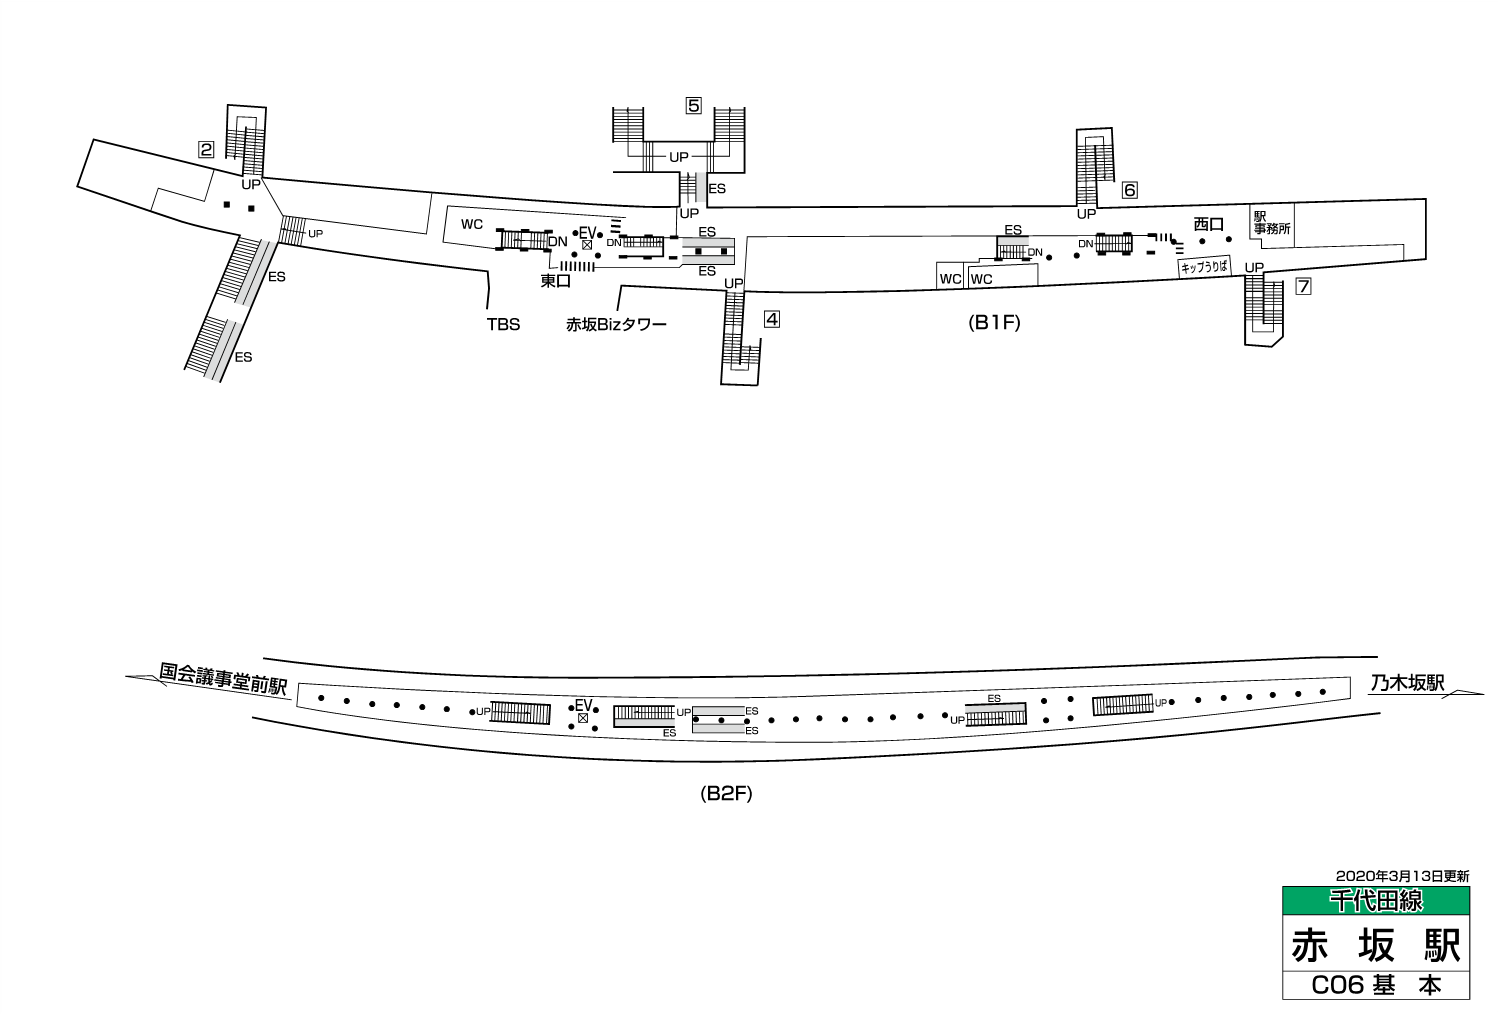 2
UP
UP
ES
ES
5
UP
ES
UP
WC
DN
EV
DN
ES
ES
東口
TBS
赤坂Bizタワー
UP
4
6
UP
ES
DN
DN
WC
WC
(B1F)
西口
駅
事務所
キップうりば
UP
7
国会議事堂前駅
UP
EV
UP
ES
ES
ES
ES
UP
UP
乃木坂駅
(B2F)
2020年3月13日更新
千代田線
赤 坂 駅
C06 基 本